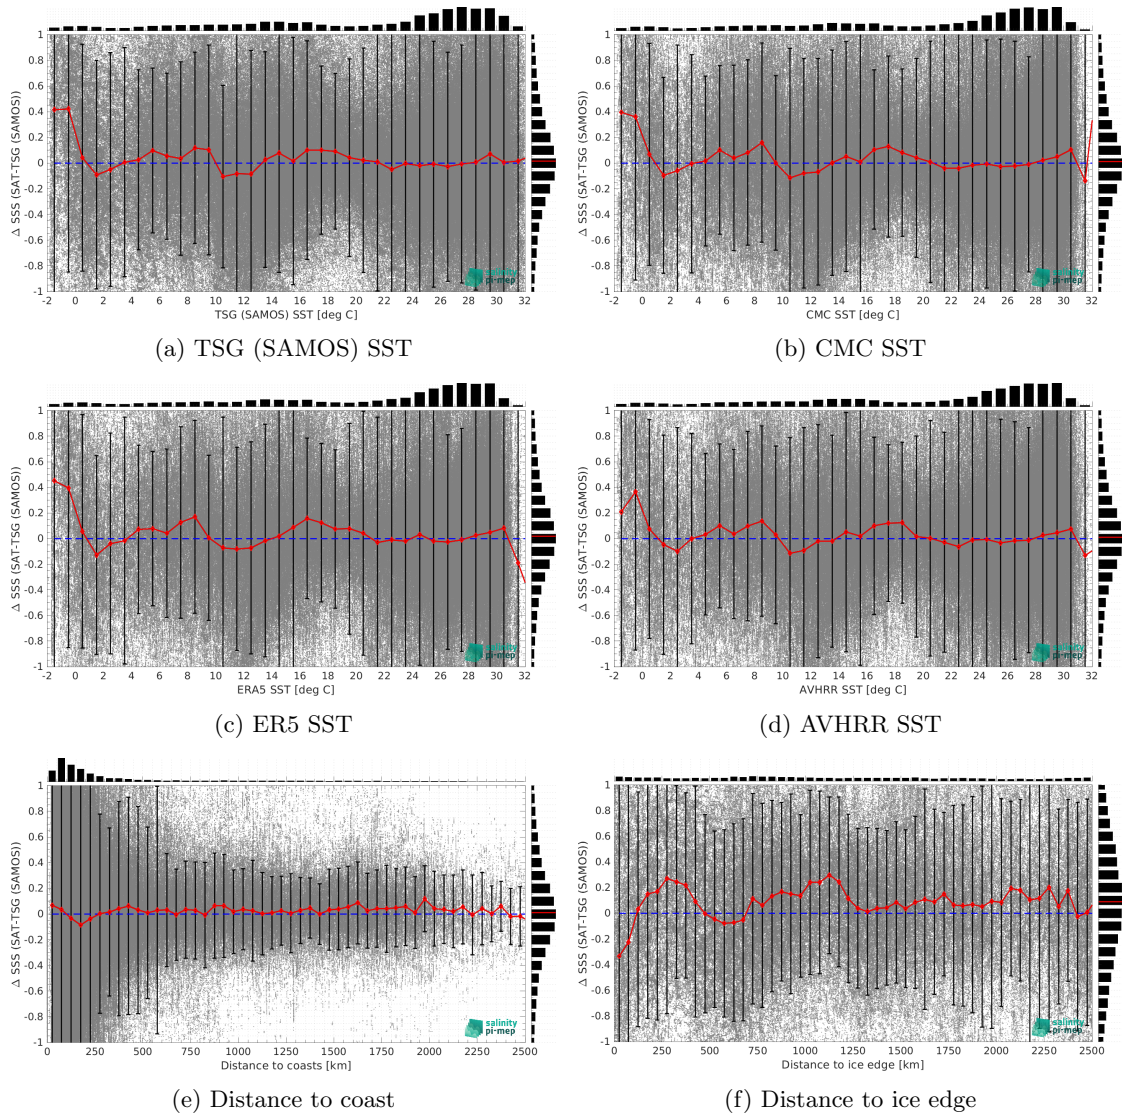 Δ SSS (SAT-TSG (SAMOS))
1
0.8
0.6
0.4
0.2
0
-0.2
-0.4
-0.6
-0.8
-1
salinity
pi-mep
-2 0 2 4 6 8 10 12 14 16 18 20 22 24 26 28 30 32
TSG (SAMOS) SST [deg C]
(a) TSG (SAMOS) SST
Δ SSS (SAT-TSG (SAMOS))
1
0.8
0.6
0.4
0.2
0
-0.2
-0.4
-0.6
-0.8
-1
salinity
pi-mep
-2 0 2 4 6 8 10 12 14 16 18 20 22 24 26 28 30 32
CMC SST [deg C]
(b) CMC SST
Δ SSS (SAT-TSG (SAMOS))
1
0.8
0.6
0.4
0.2
0
-0.2
-0.4
-0.6
-0.8
-1
salinity
pi-mep
-2 0 2 4 6 8 10 12 14 16 18 20 22 24 26 28 30 32
ERA5 SST [deg C]
(c) ER5 SST
Δ SSS (SAT-TSG (SAMOS))
1
0.8
0.6
0.4
0.2
0
-0.2
-0.4
-0.6
-0.8
-1
salinity
pi-mep
-2 0 2 4 6 8 10 12 14 16 18 20 22 24 26 28 30 32
AVHRR SST [deg C]
(d) AVHRR SST
Δ SSS (SAT-TSG (SAMOS))
1
0.8
0.6
0.4
0.2
0
-0.2
-0.4
-0.6
-0.8
-1
salinity
pi-mep
0 250 500 750 1000 1250 1500 1750 2000 2250 2500
Distance to coasts [km]
(e) Distance to coast
Δ SSS (SAT-TSG (SAMOS))
1
0.8
0.6
0.4
0.2
0
-0.2
-0.4
-0.6
-0.8
-1
salinity
pi-mep
0 250 500 750 1000 1250 1500 1750 2000 2250 2500
Distance to ice edge [km]
(f) Distance to ice edge